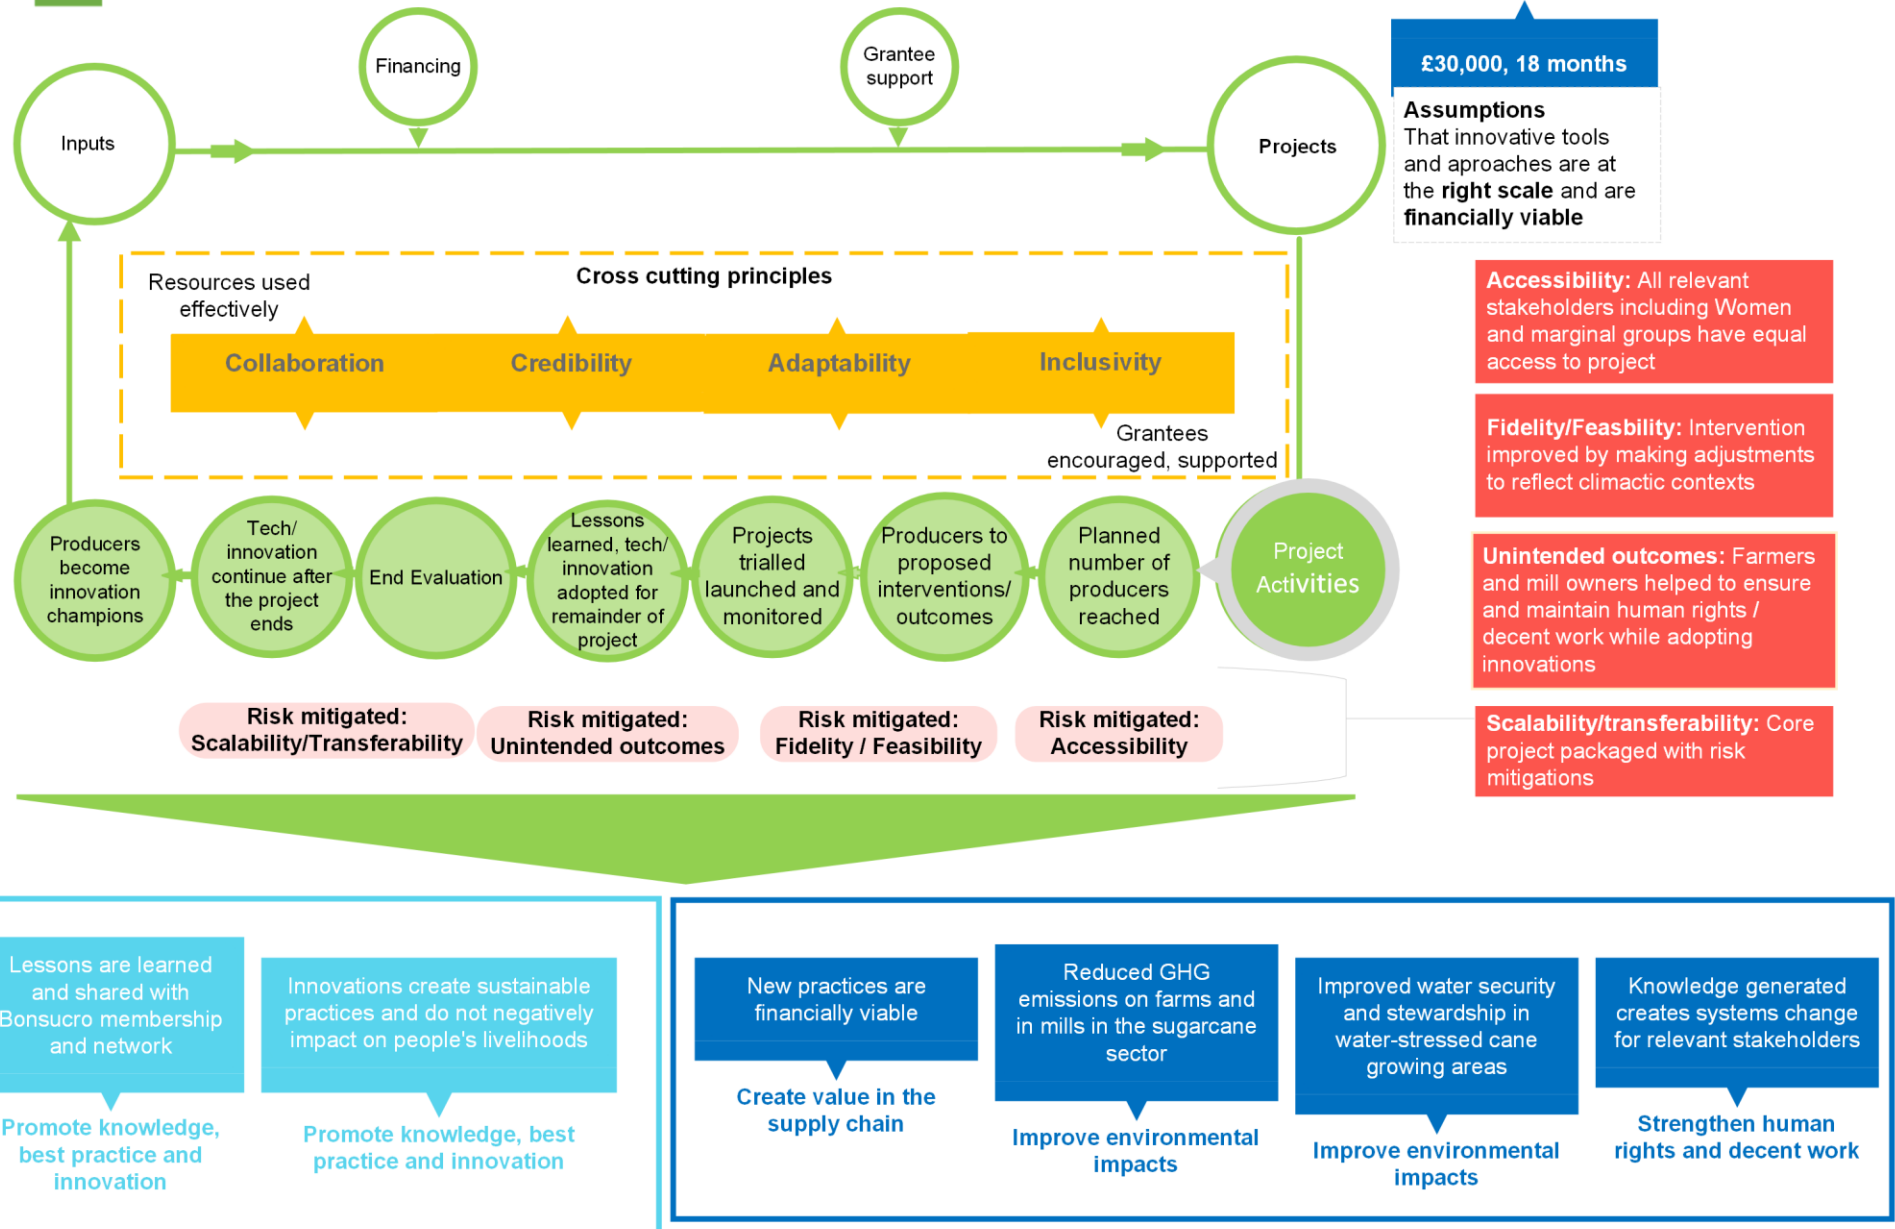 Financing
Grantee
support
Inputs
Projects
£30,000, 18 months
Assumptions
That innovative tools
and aproaches are at
the right scale and are
financially viable
Cross cutting principles
Resources used
effectively
Collaboration
Credibility
Adaptability
Inclusivity
Grantees
encouraged, supported
Accessibility: All relevant
stakeholders including Women
and marginal groups have equal
access to project
Fidelity/Feasbility: Intervention
improved by making adjustments
to reflect climactic contexts
Unintended outcomes: Farmers
and mill owners helped to ensure
and maintain human rights /
decent work while adopting
innovations
Scalability/transferability: Core
project packaged with risk
mitigations
Producers
become
innovation
champions
Tech/
innovation
continue after
the project
ends
End Evaluation
Lessons
learned, tech/
innovation
adopted for
remainder of
project
Projects
trialled
launched and
monitored
Producers to
proposed
interventions/
outcomes
Planned
number of
producers
reached
Project
Activities
Risk mitigated:
Scalability/Transferability
Risk mitigated:
Unintended outcomes
Risk mitigated:
Fidelity / Feasibility
Risk mitigated:
Accessibility
Lessons are learned
and shared with
Bonsucro membership
and network
Promote knowledge,
best practice and
innovation
Innovations create sustainable
practices and do not negatively
impact on people's livelihoods
Promote knowledge, best
practice and innovation
New practices are
financially viable
Create value in the
supply chain
Reduced GHG
emissions on farms and
in mills in the sugarcane
sector
Improve environmental
impacts
Improved water security
and stewardship in
water-stressed cane
growing areas
Improve environmental
impacts
Knowledge generated
creates systems change
for relevant stakeholders
Strengthen human
rights and decent work